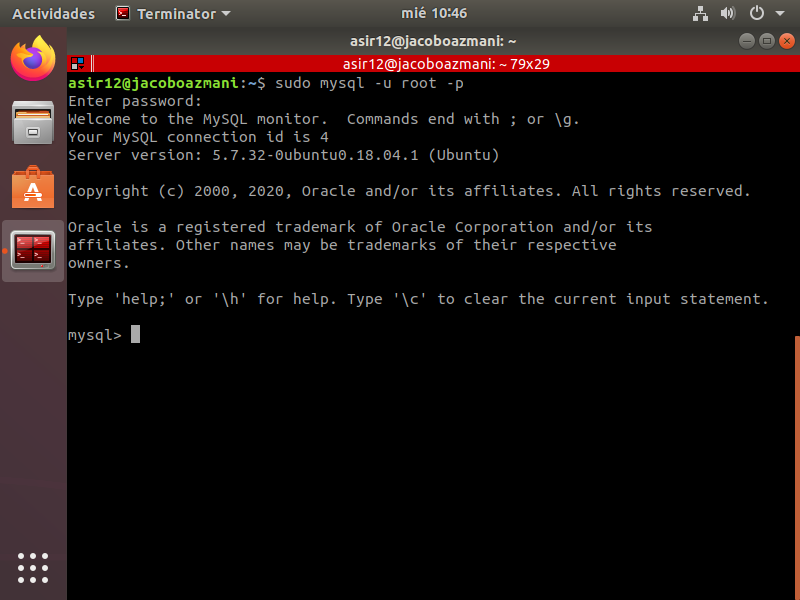 Actividades Terminator mié 10:46
asir12@jacoboazmani: ~
asir12@jacoboazmani: ~ 79x29
asir12@jacoboazmani:~$ sudo mysql -u root -p
Enter password:
Welcome to the MySQL monitor.  Commands end with ; or \g.
Your MySQL connection id is 4
Server version: 5.7.32-0ubuntu0.18.04.1 (Ubuntu)
Copyright (c) 2000, 2020, Oracle and/or its affiliates. All rights reserved.
Oracle is a registered trademark of Oracle Corporation and/or its
affiliates. Other names may be trademarks of their respective
owners.
Type 'help;' or '\h' for help. Type '\c' to clear the current input statement.
mysql>